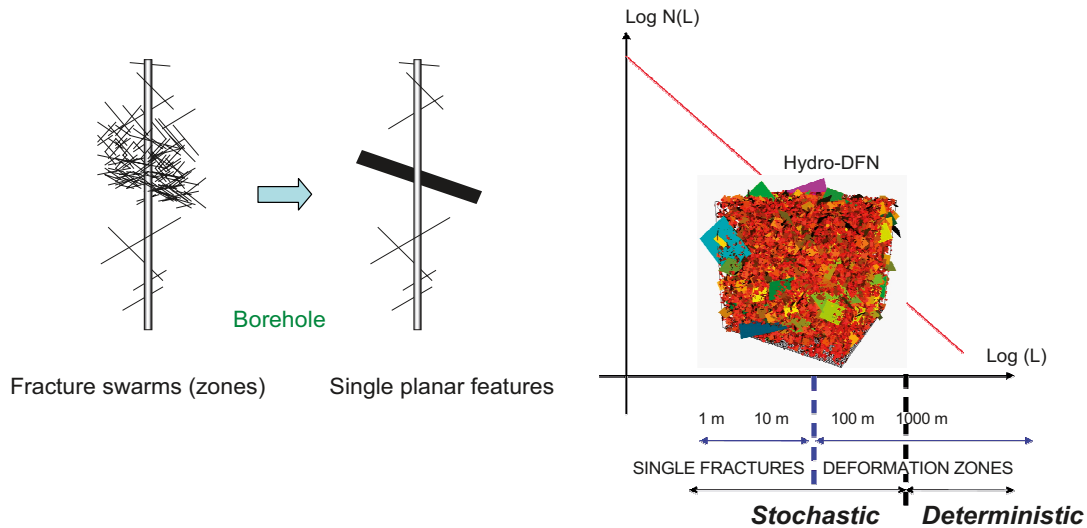 Borehole
Fracture swarms (zones)
Single planar features
Log N(L)
Hydro-DFN
Log (L)
1 m 10 m 100 m 1000 m
SINGLE FRACTURES DEFORMATION ZONES
Stochastic Deterministic